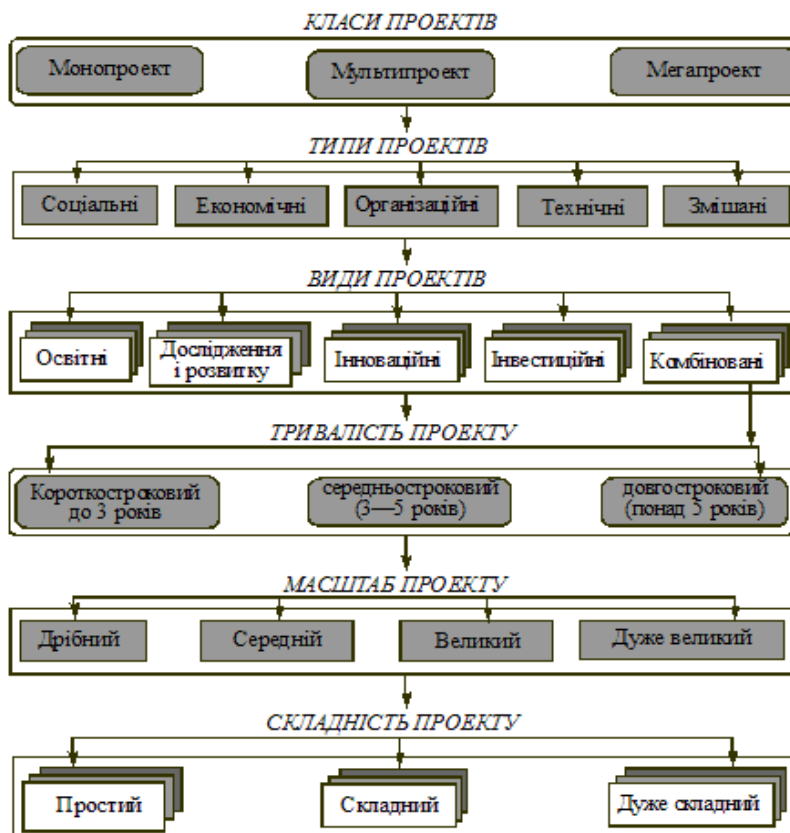 КЛАСИ ПРОЕКТІВ
Монопроект
Мультипроект
Мегапроект
ТИПИ ПРОЕКТІВ
Соціальні
Економічні
Організаційні
Технічні
Змішані
ВИДИ ПРОЕКТІВ
Освітні
Дослідження
і розвитку
Інноваційні
Інвестиційні
Комбіновані
ТРИВАЛІСТЬ ПРОЕКТУ
Короткостроковий
до 3 років
середньостроковий
(3—5 років)
довгостроковий
(понад 5 років)
МАСШТАБ ПРОЕКТУ
Дрібний
Середній
Великий
Дуже великий
СКЛАДНІСТЬ ПРОЕКТУ
Простий
Складний
Дуже складний